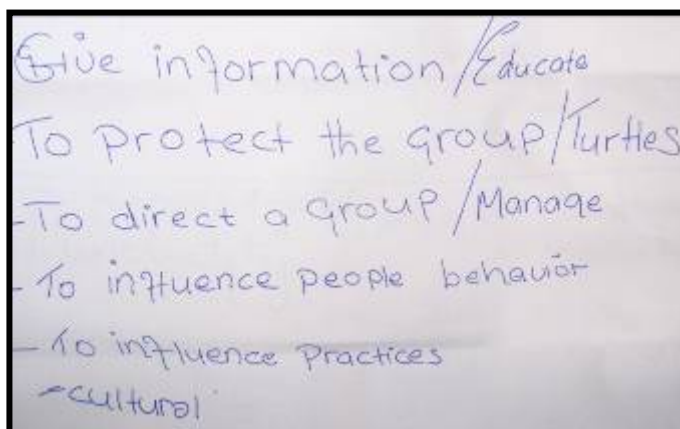 Give information/Educate
To protect the group/Turtles
-To direct a group/Manage
- To influence people behavior
- To influence practices
-cultural